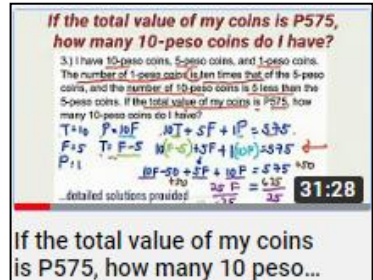 If the total value of my coins is P575,
how many 10-peso coins do I have?
3.) I have 10-peso coins, 5-peso coins, and 1-peso coins.
The number of 1-peso coins is ten times that of the 5-peso
coins, and the number of 10-peso coins is 5 less than the
5-peso coins. If the total value of my coins is P575, how
many 10-peso coins do I have?
T=10 P=10F 10T+5F+1P=575
F=5 T=F-5 10(F-5)+5F+1(10F)=575
P=1 10F-50+5F+10F=575+50
+50 25F=625
...detailed solutions provided 25 25
31:28
If the total value of my coins
is P575, how many 10 peso...